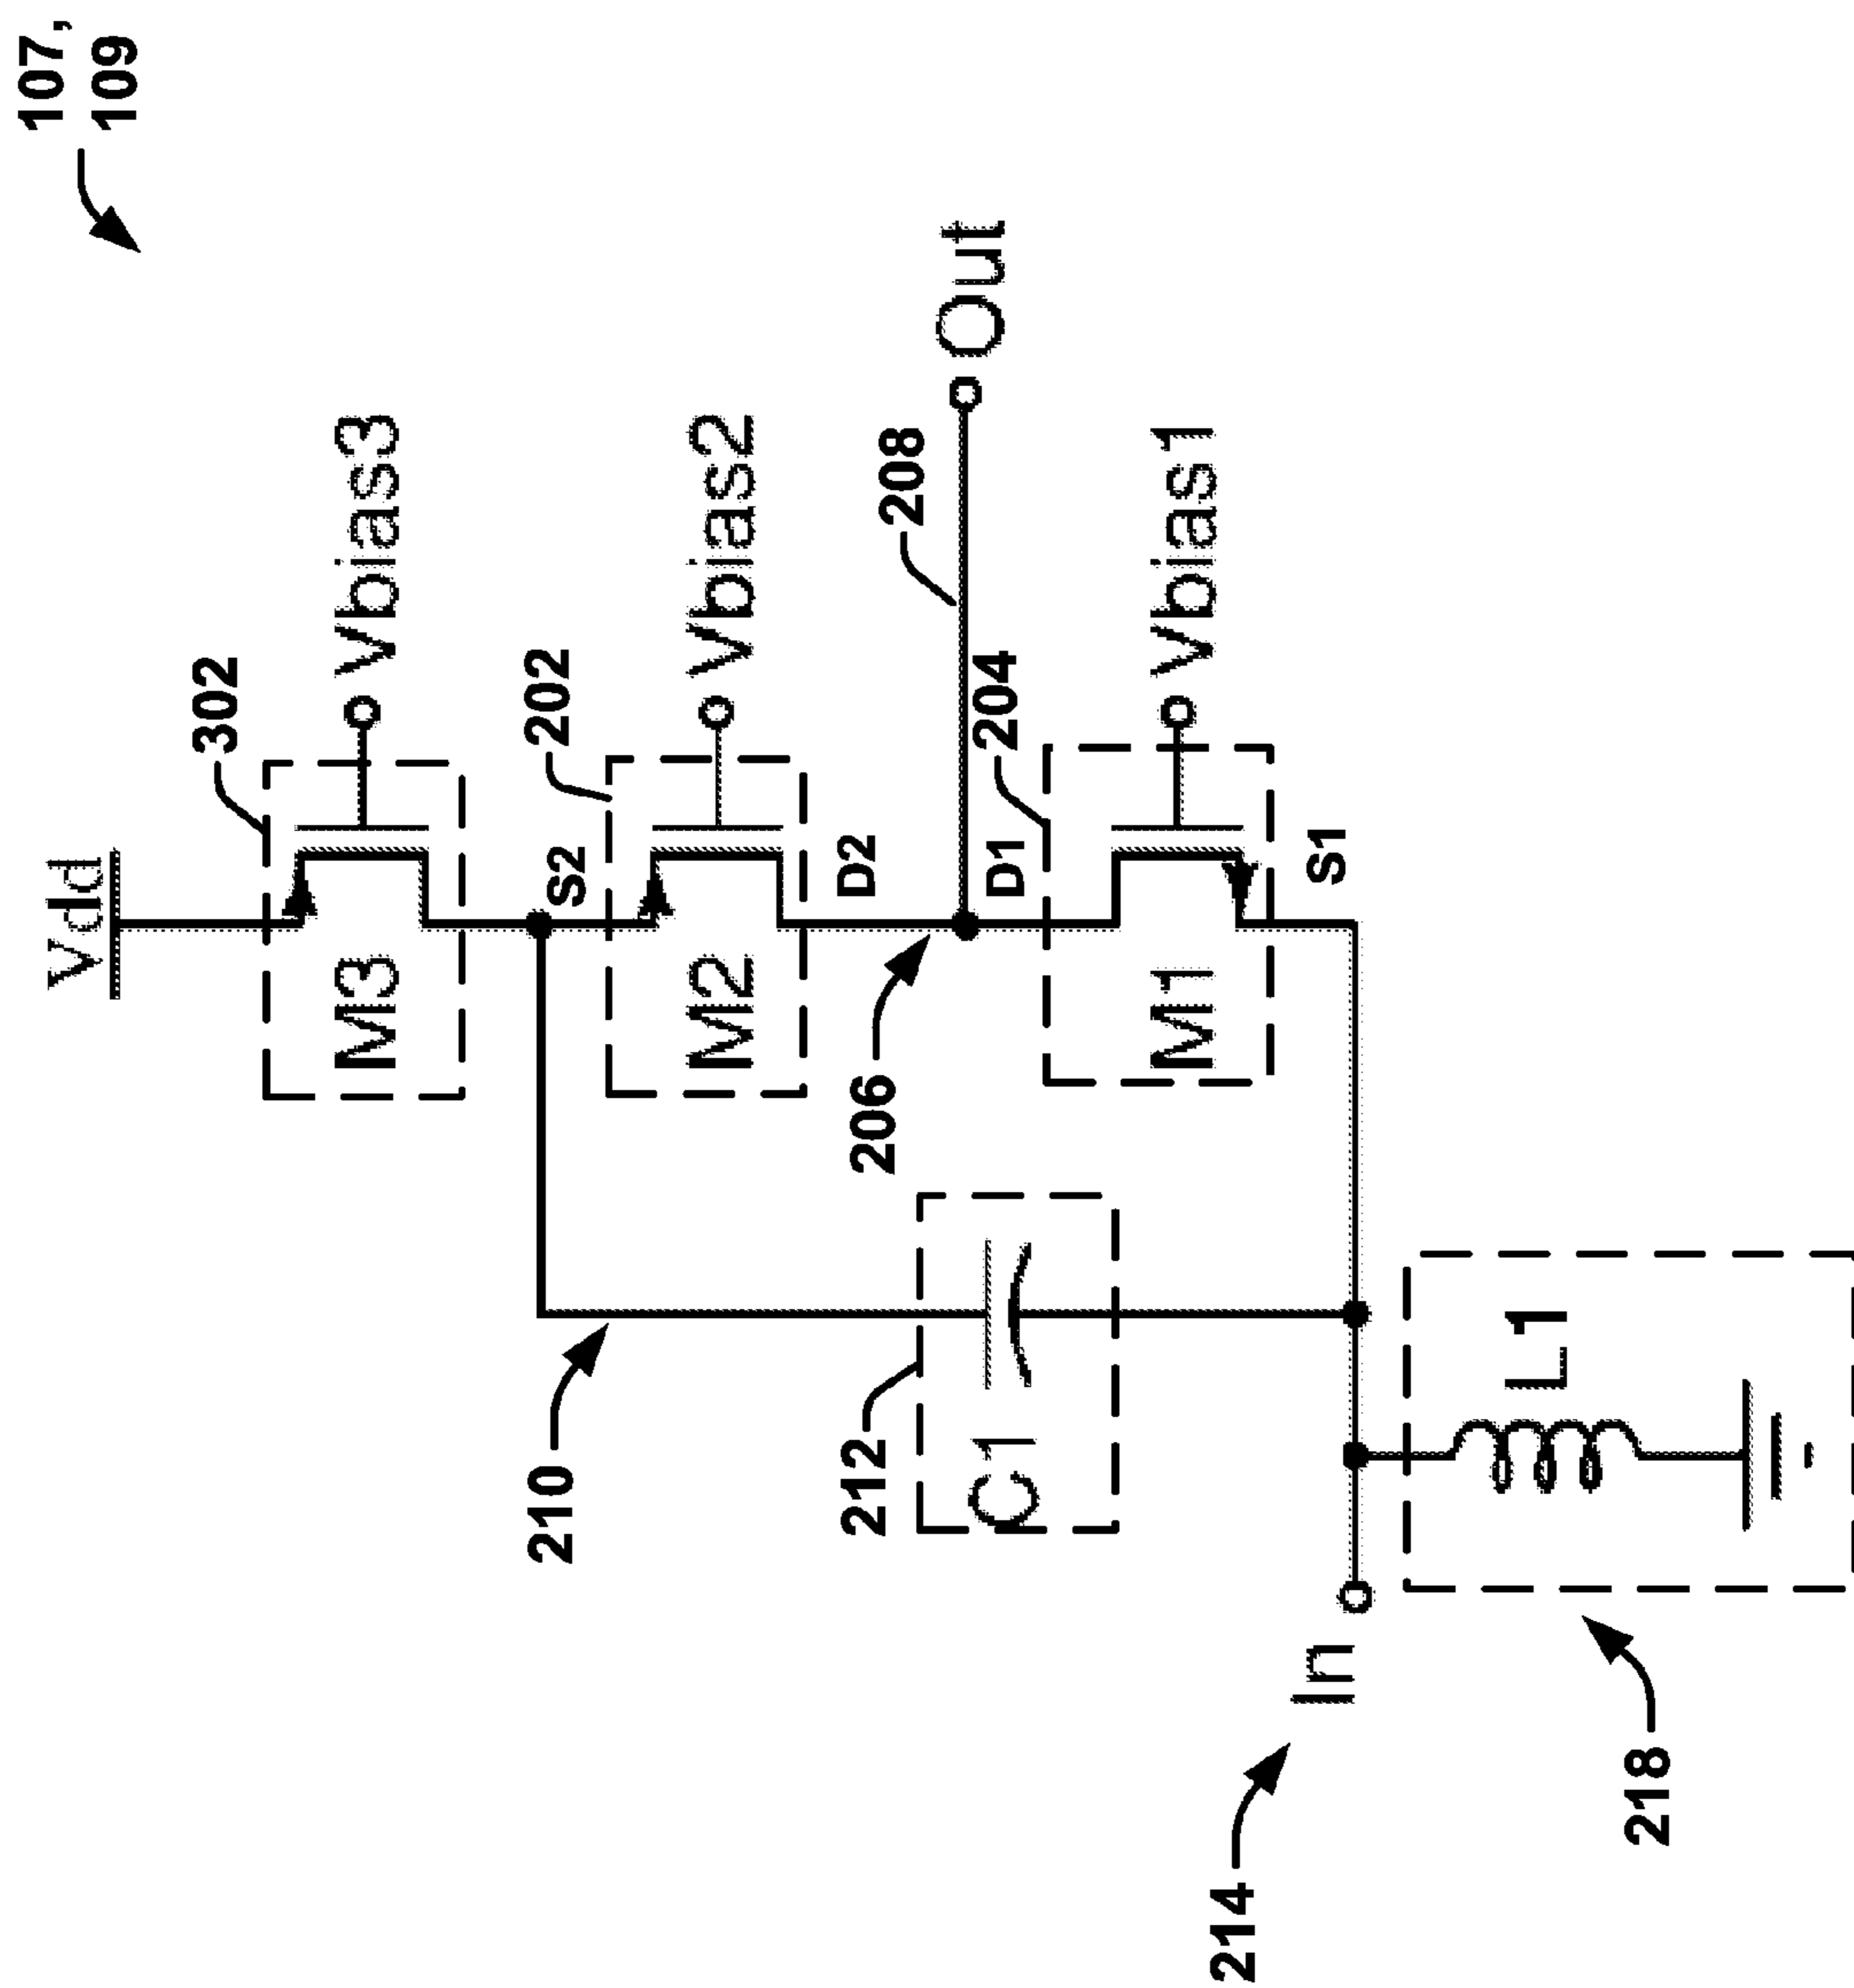 107,
109
Vdd
302
M3
Vbias3
S2
202
M2
Vbias2
D2
206
208
Out
D1
204
M1
Vbias1
S1
210
212
C1
214
In
L1
218